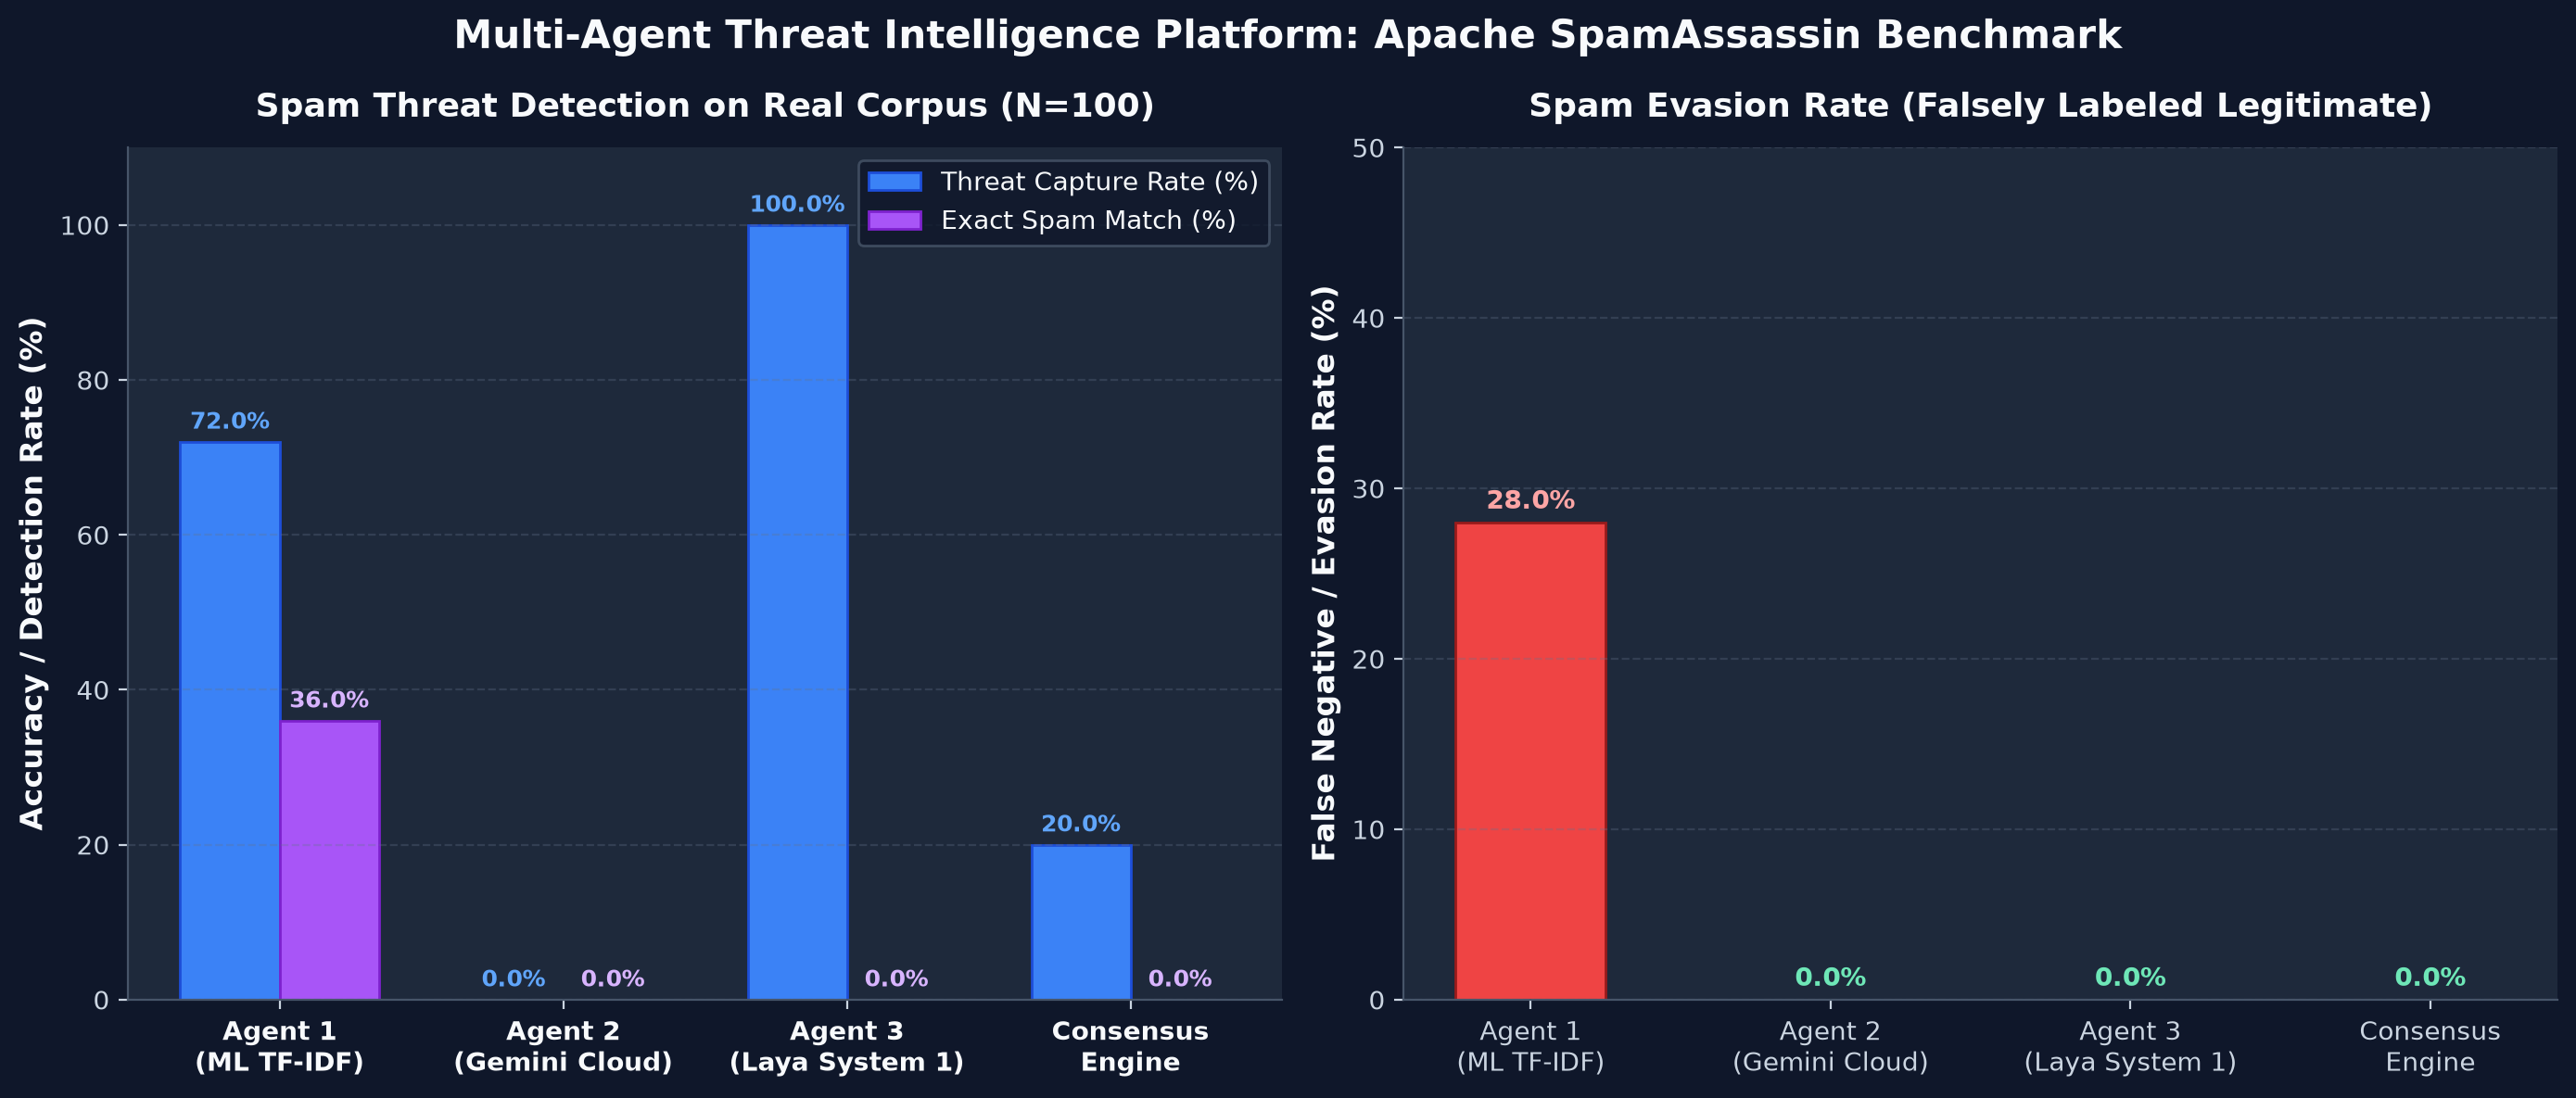 Multi-Agent Threat Intelligence Platform: Apache SpamAssassin Benchmark
Spam Threat Detection on Real Corpus (N=100)
Accuracy / Detection Rate (%)
100
80
60
40
20
0
Threat Capture Rate (%)
Exact Spam Match (%)
72.0%
36.0%
0.0%
0.0%
100.0%
0.0%
20.0%
0.0%
Agent 1
(ML TF-IDF)
Agent 2
(Gemini Cloud)
Agent 3
(Laya System 1)
Consensus
Engine
Spam Evasion Rate (Falsely Labeled Legitimate)
False Negative / Evasion Rate (%)
50
40
30
20
10
0
28.0%
0.0%
0.0%
0.0%
Agent 1
(ML TF-IDF)
Agent 2
(Gemini Cloud)
Agent 3
(Laya System 1)
Consensus
Engine